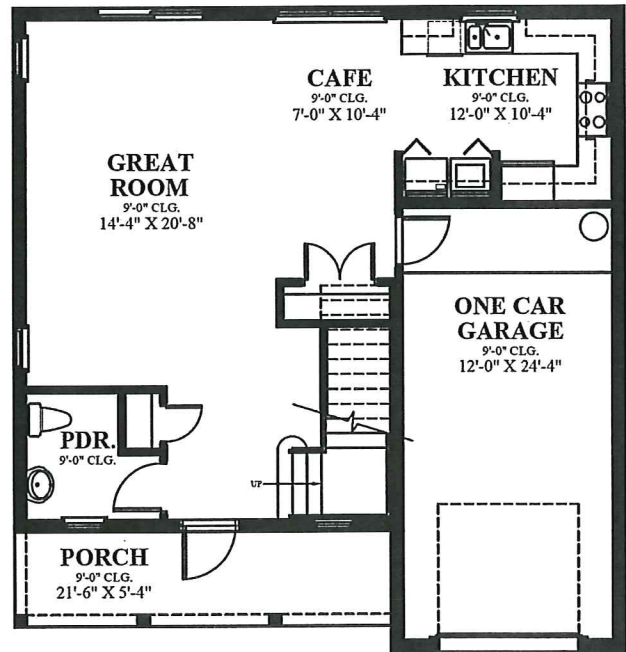 CAFE
9'-0" CLG.
7'-0" X 10'-4"
KITCHEN
9'-0" CLG.
12'-0" X 10'-4"
GREAT
ROOM
9'-0" CLG.
14'-4" X 20'-8"
ONE CAR
GARAGE
9'-0" CLG.
12'-0" X 24'-4"
PDR.
9'-0" CLG.
UP
PORCH
9'-0" CLG.
21'-6" X 5'-4"